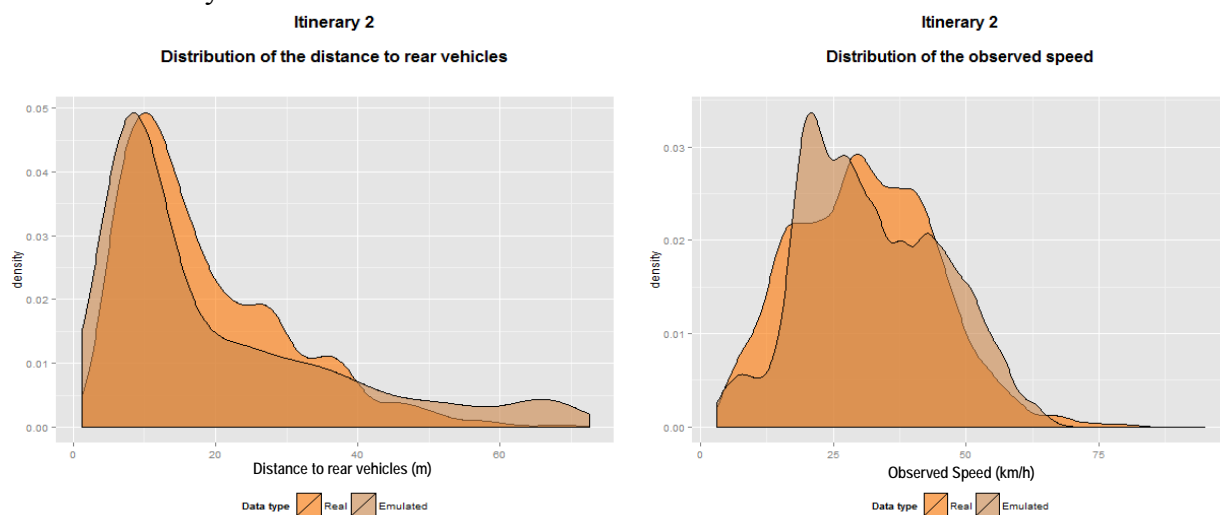 Itinerary 2
Distribution of the distance to rear vehicles
0.05
0.04
0.03
0.02
0.01
0.00
density
0
20
40
60
Distance to rear vehicles (m)
Data type Real Emulated
Itinerary 2
Distribution of the observed speed
0.03
0.02
0.01
0.00
density
0
25
50
75
Observed Speed (km/h)
Data type Real Emulated